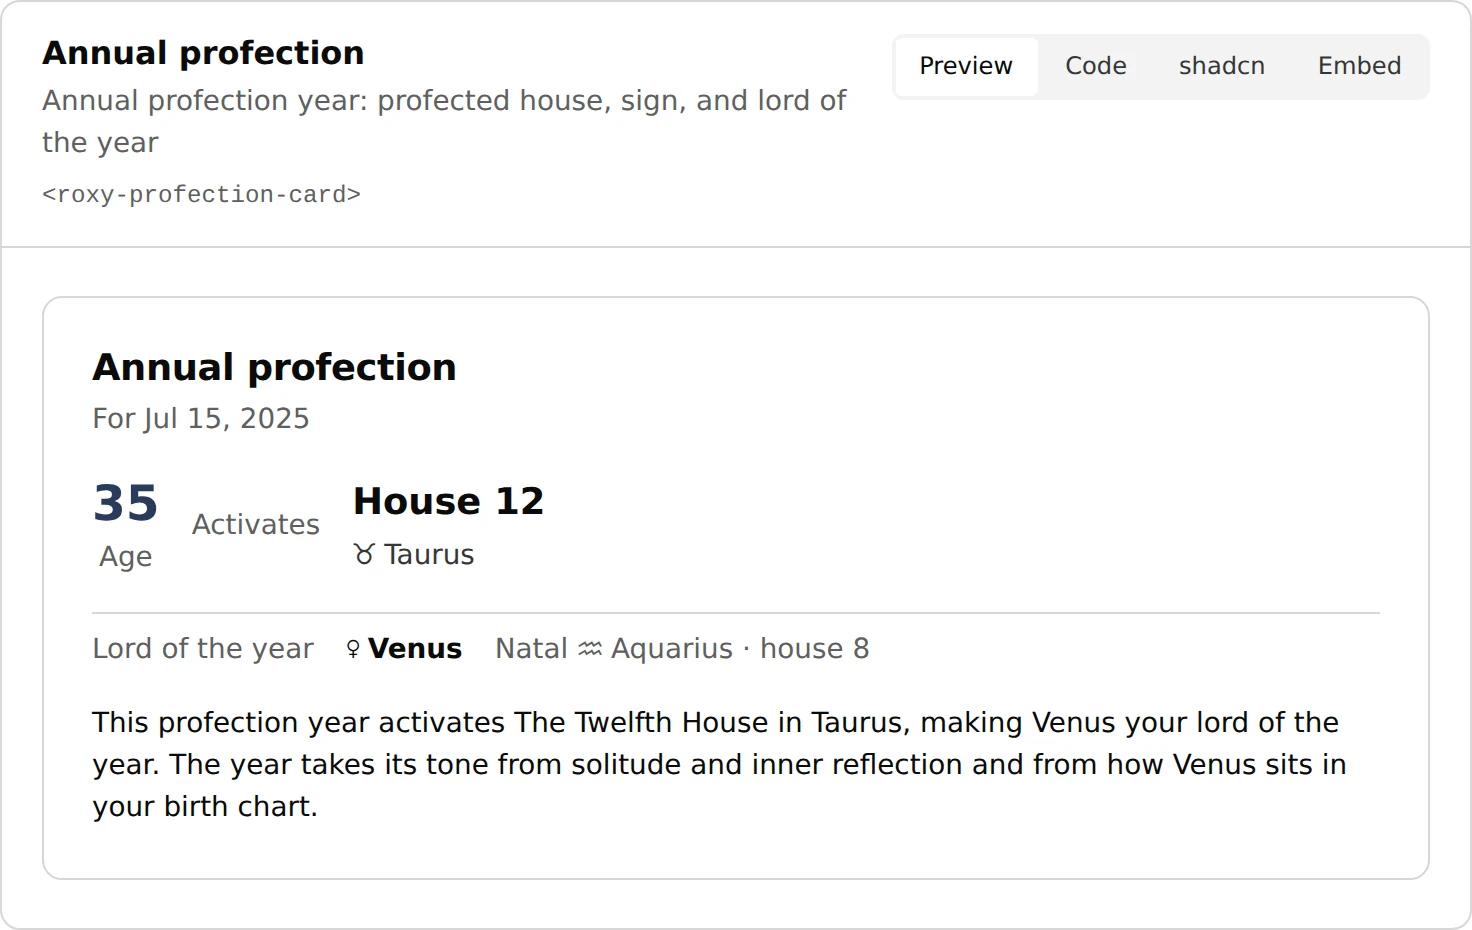 Annual profection
Annual profection year: profected house, sign, and lord of
the year
<roxy-profection-card>
Preview
Code
shadcn
Embed
Annual profection
For Jul 15, 2025
35
Age
Activates
House 12
♉ Taurus
Lord of the year ♀ Venus Natal ♒ Aquarius · house 8
This profection year activates The Twelfth House in Taurus, making Venus your lord of the
year. The year takes its tone from solitude and inner reflection and from how Venus sits in
your birth chart.